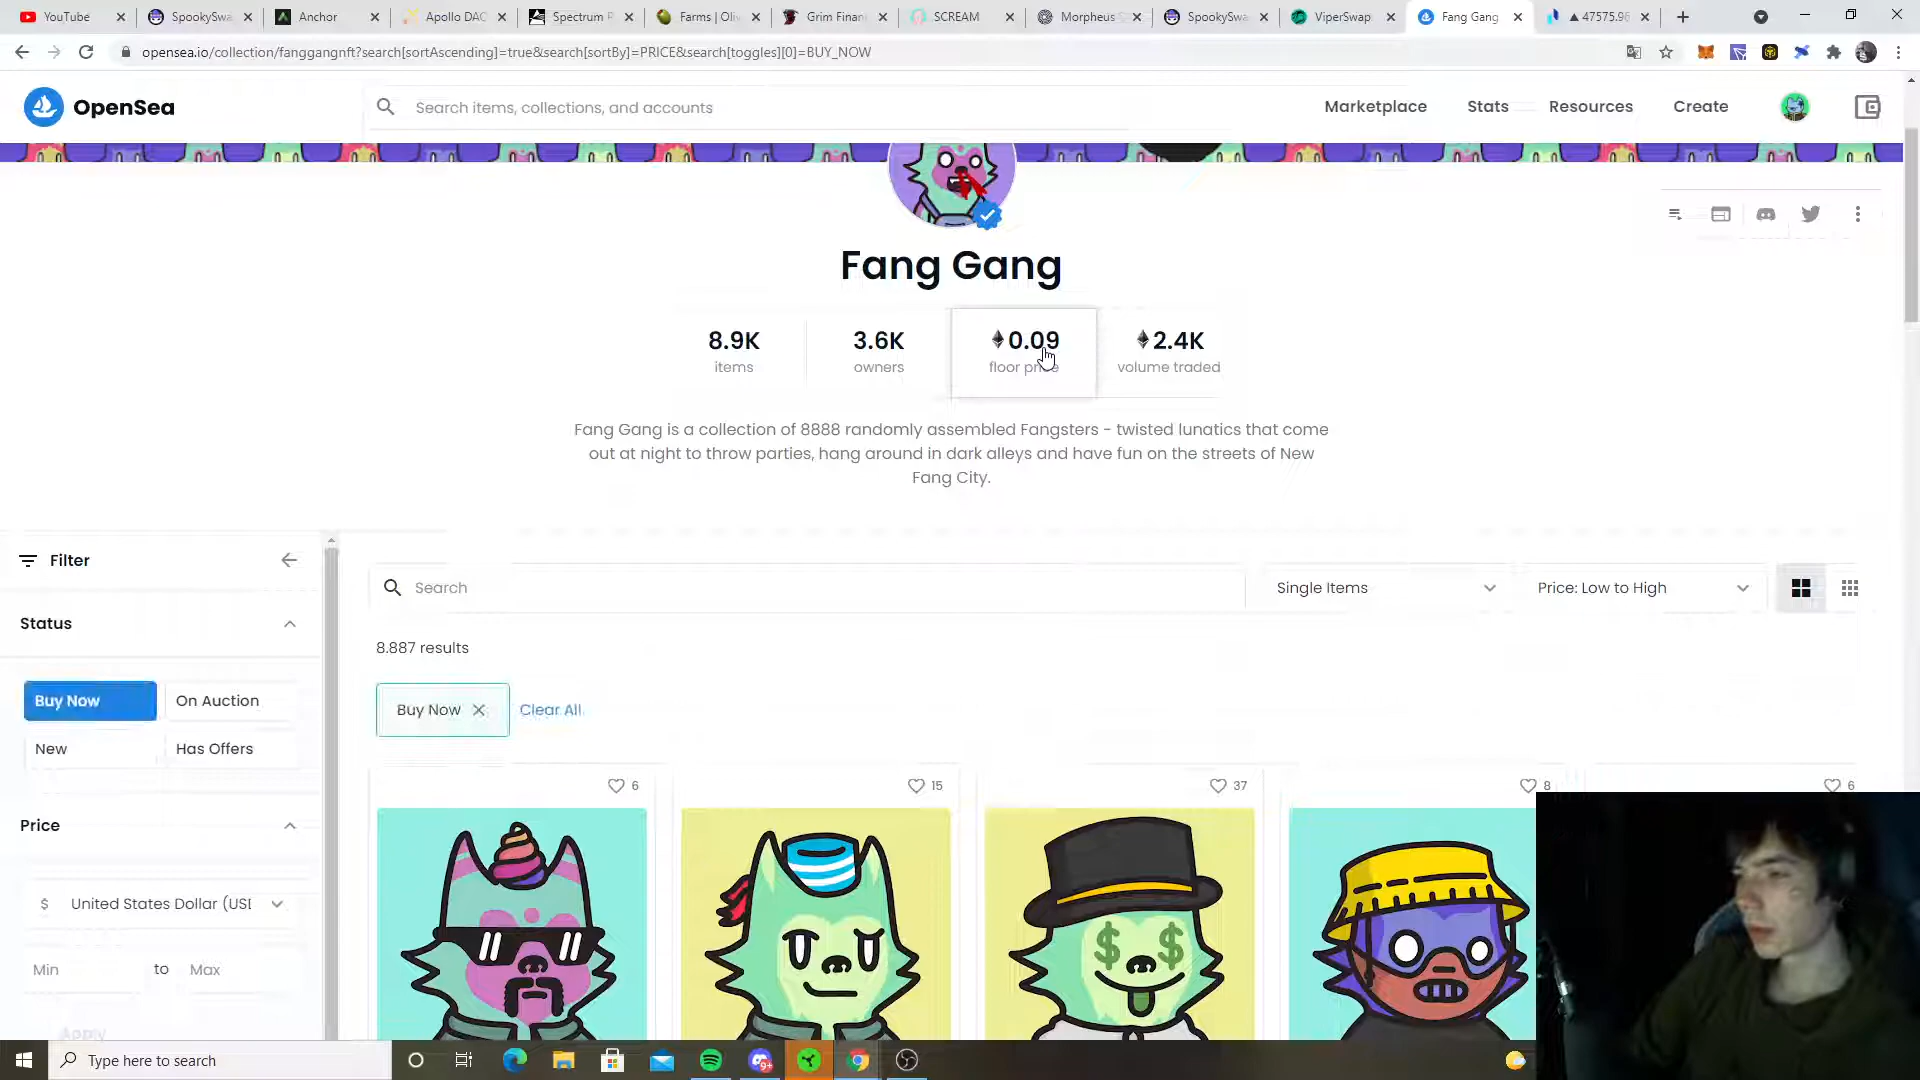 YouTube
SpookySwa
Anchor
Apollo DAC
Spectrum P
Farms | Oliv
Grim Finan
SCREAM
Morpheus
SpookySwa
ViperSwap
Fang Gang
▲ 47575.96
opensea.io/collection/fanggangnft?search[sortAscending]=true&search[sortBy]=PRICE&search[toggles][0]=BUY_NOW
OpenSea
Search items, collections, and accounts
Marketplace
Stats
Resources
Create
Fang Gang
8.9K
items
3.6K
owners
0.09
floor price
2.4K
volume traded
Fang Gang is a collection of 8888 randomly assembled Fangsters - twisted lunatics that come
out at night to throw parties, hang around in dark alleys and have fun on the streets of New
Fang City.
Filter
Search
Single Items
Price: Low to High
Status
8.887 results
Buy Now
On Auction
Buy Now
Clear All
New
Has Offers
6
15
37
8
6
Price
$ United States Dollar (USD
Min
to
Max
Apply
Type here to search
9+